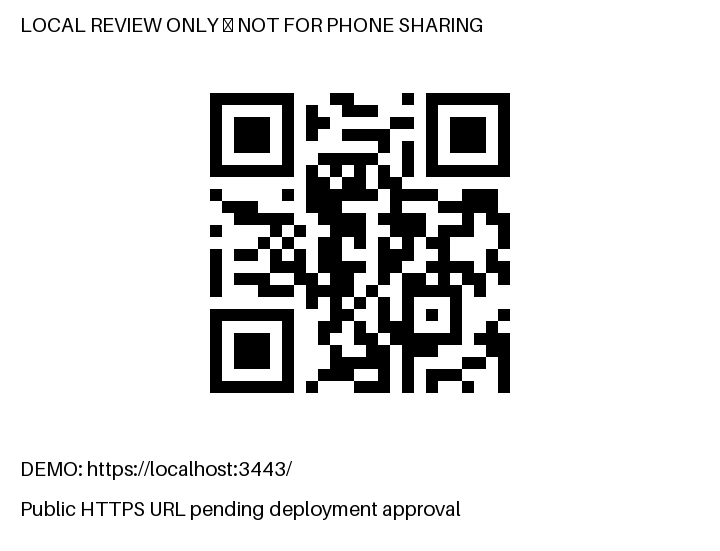 LOCAL REVIEW ONLY ☒ NOT FOR PHONE SHARING
DEMO: https://localhost:3443/
Public HTTPS URL pending deployment approval